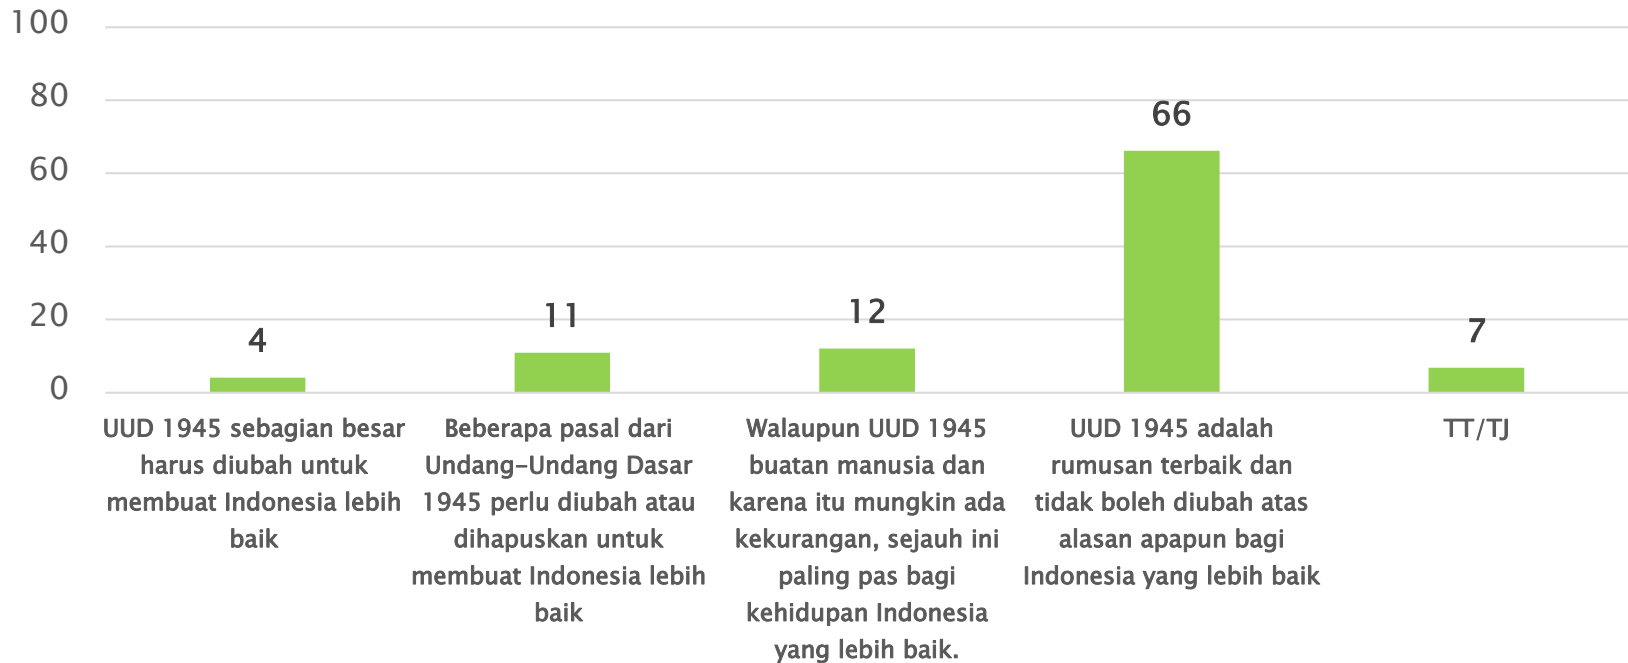 100
80
60
40
20
0
4
11
12
66
7
UUD 1945 sebagian besar
harus diubah untuk
membuat Indonesia lebih
baik
Beberapa pasal dari
Undang-Undang Dasar
1945 perlu diubah atau
dihapuskan untuk
membuat Indonesia lebih
baik
Walaupun UUD 1945
buatan manusia dan
karena itu mungkin ada
kekurangan, sejauh ini
paling pas bagi
kehidupan Indonesia
yang lebih baik.
UUD 1945 adalah
rumusan terbaik dan
tidak boleh diubah atas
alasan apapun bagi
Indonesia yang lebih baik
TT/TJ